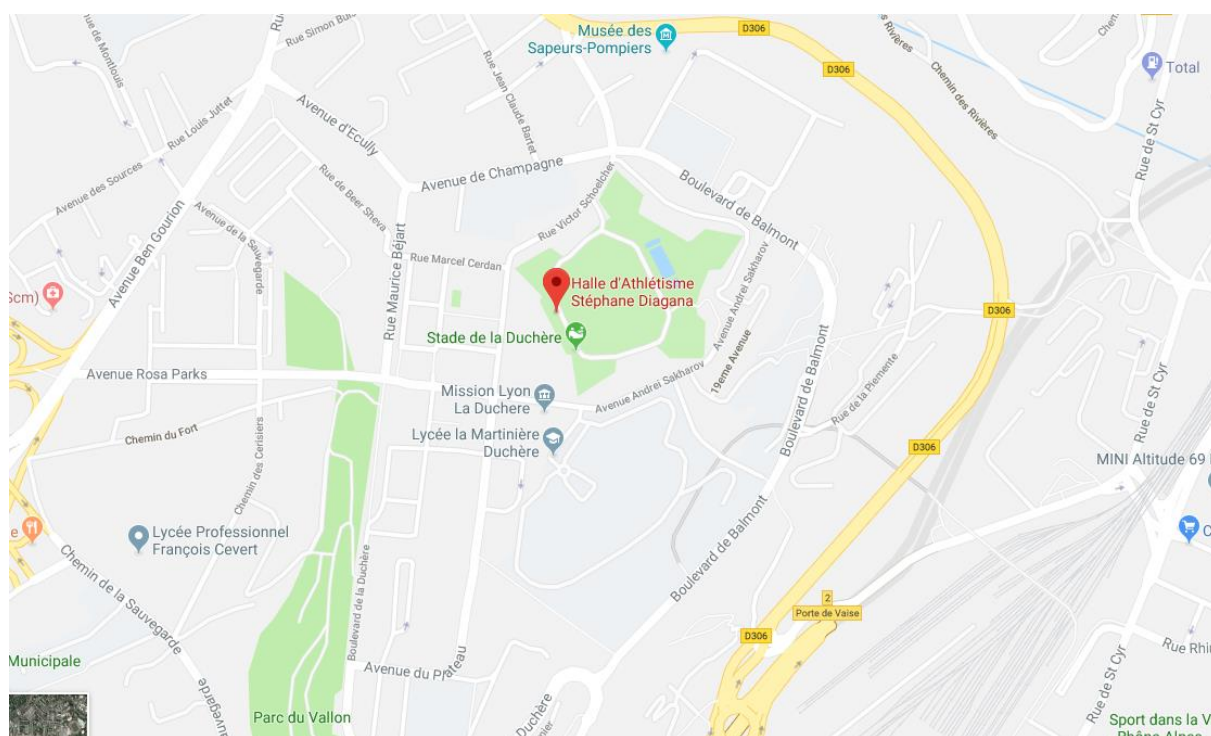 Musée des
Sapeurs-Pompiers
D306
D306
Total
Rue Simon
Chemin des Rivières
Rue de St Cyr
Rue Jean Claude Bartet
Rue Louis Juttet
Avenue d'Ecully
Avenue de Champagne
Avenue des Sources
Rue de Beer Sheva
Rue Victor Schoelcher
Boulevard de Balmont
Avenue de la Sauvegarde
Avenue Ben Gourion
Rue Maurice Béjart
Rue Marcel Cerdan
Halle d'Athlétisme
Stéphane Diagana
Avenue Andreï Sakharov
Stade de la Duchère
19eme Avenue
D306
Boulevard de Balmont
Avenue Rosa Parks
Mission Lyon
La Duchere
Avenue Andreï Sakharov
Rue de la Piemente
Rue de St Cyr
Chemin du Fort
Lycée la Martinière
Duchère
Chemin des Cerisiers
D306
MINI Altitude 69
Lycée Professionnel
François Cevert
Chemin de la Sauvegarde
Boulevard de la Duchère
Boulevard de Balmont
2
Porte de Vaise
D306
Municipale
Avenue du Plateau
Rue de St Cyr
Parc du Vallon
Duchère
Sport dans la V
Rhône Alpes